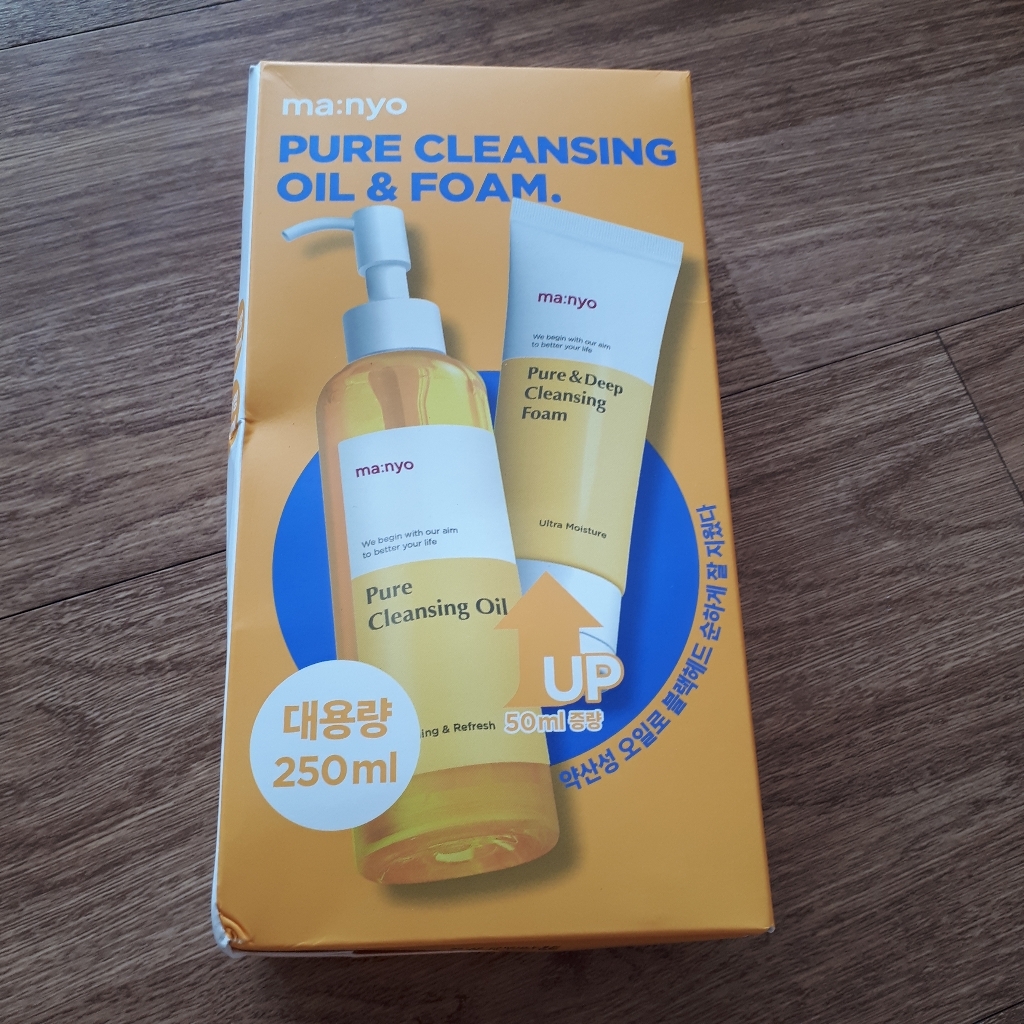 ma:nyo
PURE CLEANSING
OIL & FOAM.
ma:nyo
We begin with our aim
to better your life
Pure & Deep
Cleansing
Foam
Ultra Moisture
ma:nyo
We begin with our aim
to better your life
Pure
Cleansing Oil
& Refresh
UP
50ml 증량
대용량
250ml
약산성 오일로 블랙헤드 순하게 잘 지웠다